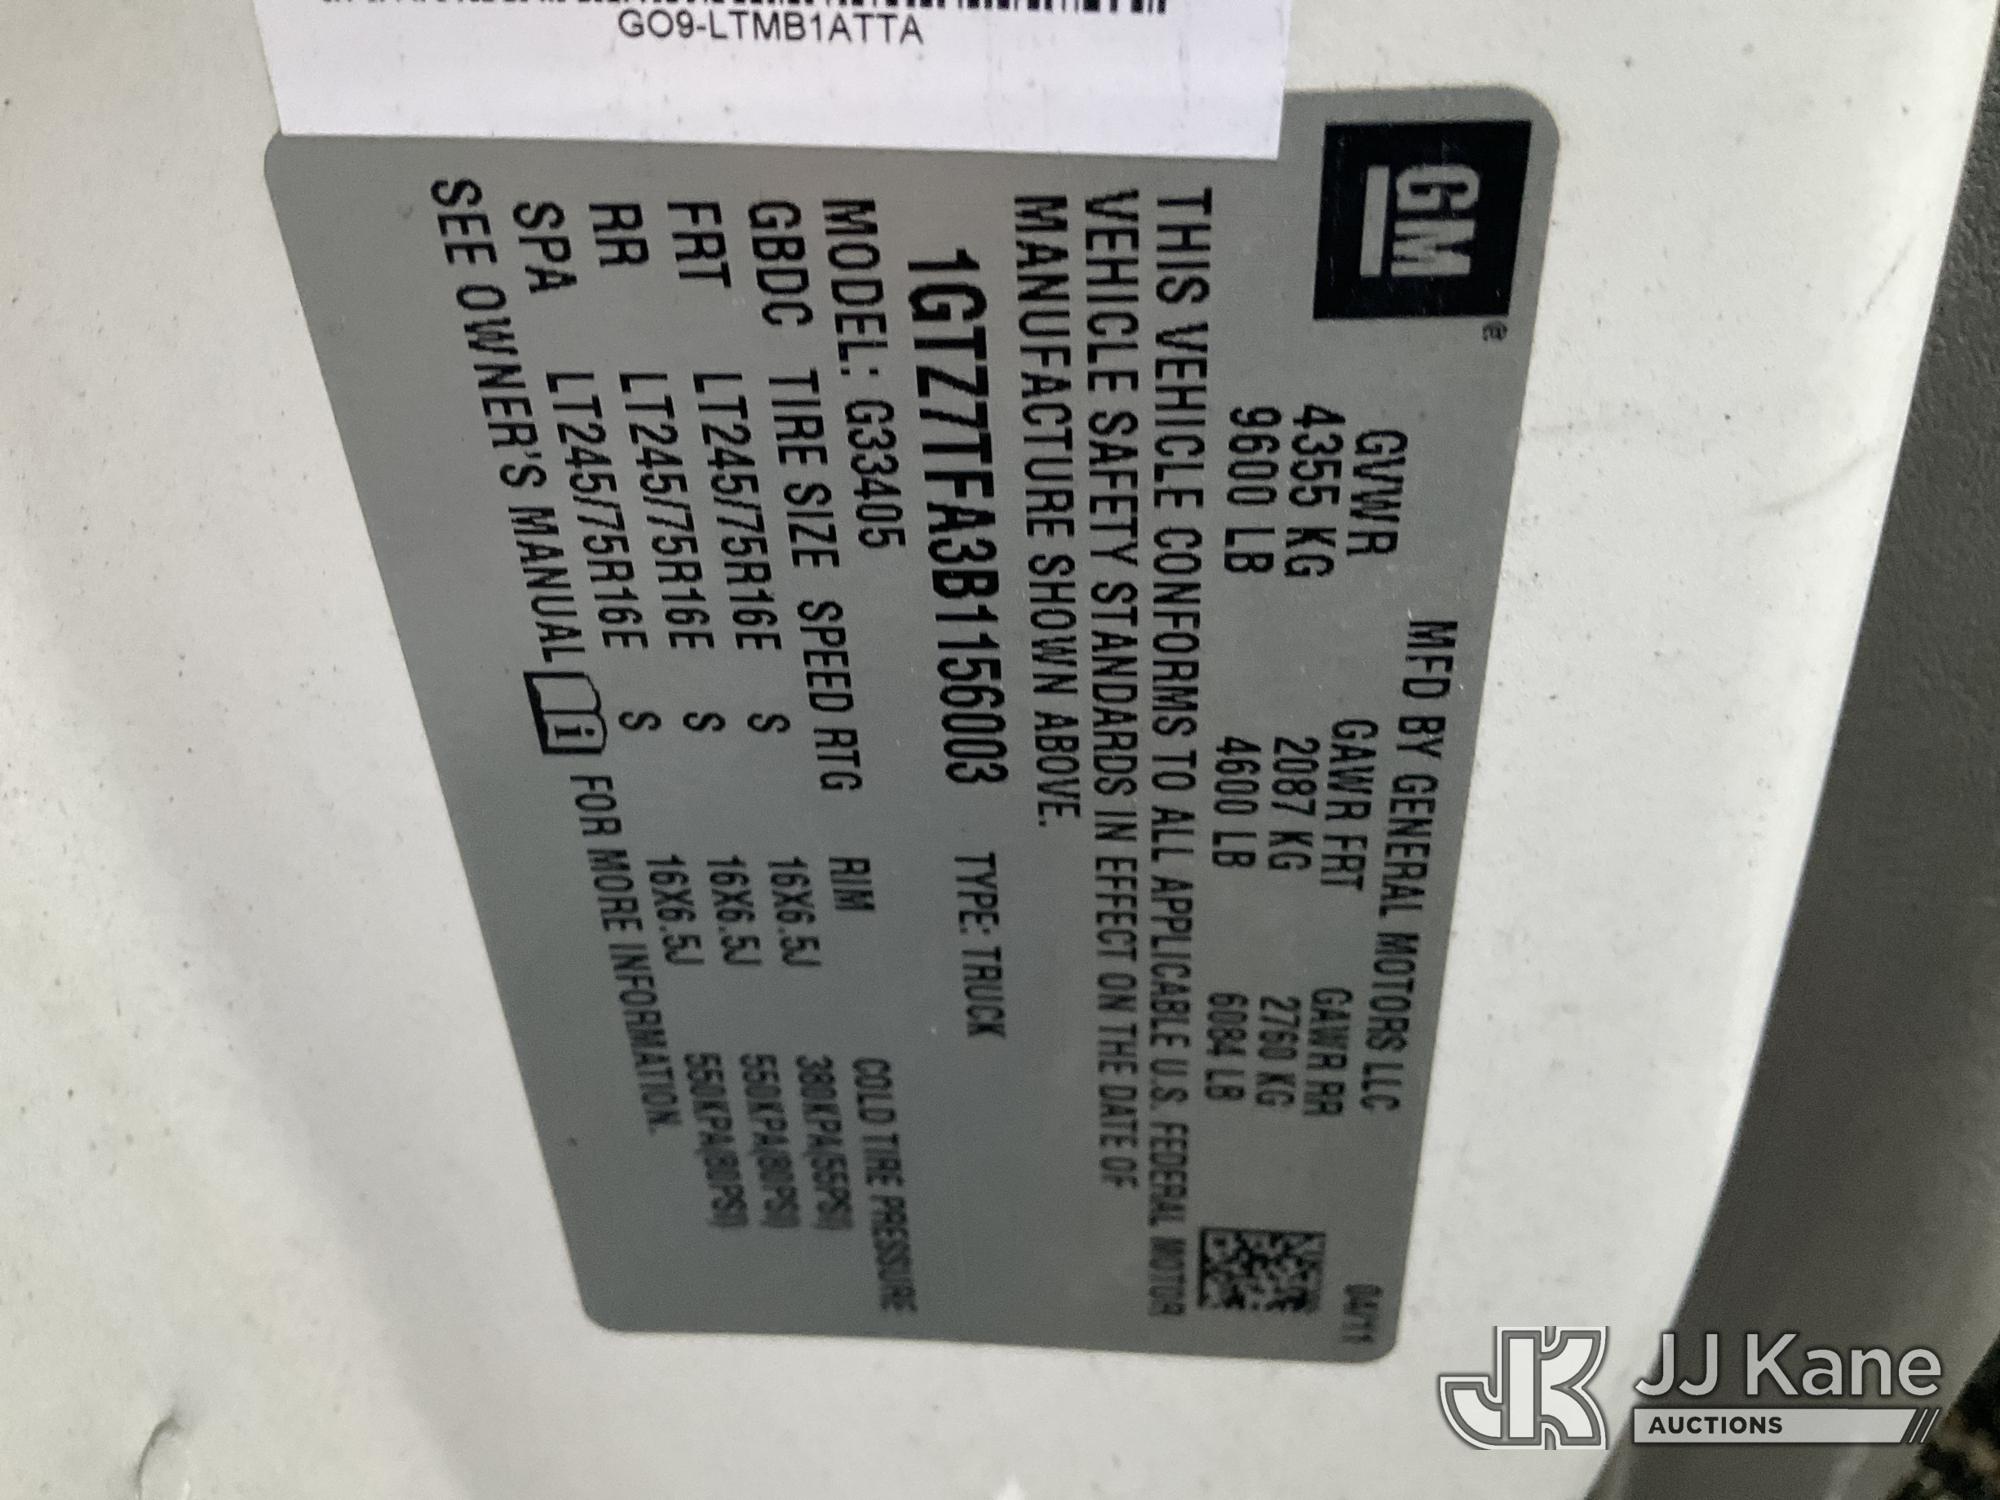 GO9-LTMB1ATTA
GM ®
MFD BY GENERAL MOTORS LLC 04/11
GVWR GAWR FRT GAWR RR
4355 KG 2087 KG 2760 KG
9600 LB 4600 LB 6084 LB
THIS VEHICLE CONFORMS TO ALL APPLICABLE U.S. FEDERAL MOTOR
VEHICLE SAFETY STANDARDS IN EFFECT ON THE DATE OF
MANUFACTURE SHOWN ABOVE.
1GTZ7TFA3B1156003 TYPE: TRUCK
MODEL: G33405
GBDC TIRE SIZE SPEED RTG RIM COLD TIRE PRESSURE
FRT LT245/75R16E S 16X6.5J 380KPA(55PSI)
RR LT245/75R16E S 16X6.5J 550KPA(80PSI)
SPA LT245/75R16E S 16X6.5J 550KPA(80PSI)
SEE OWNER'S MANUAL i FOR MORE INFORMATION.
JK JJ Kane
AUCTIONS